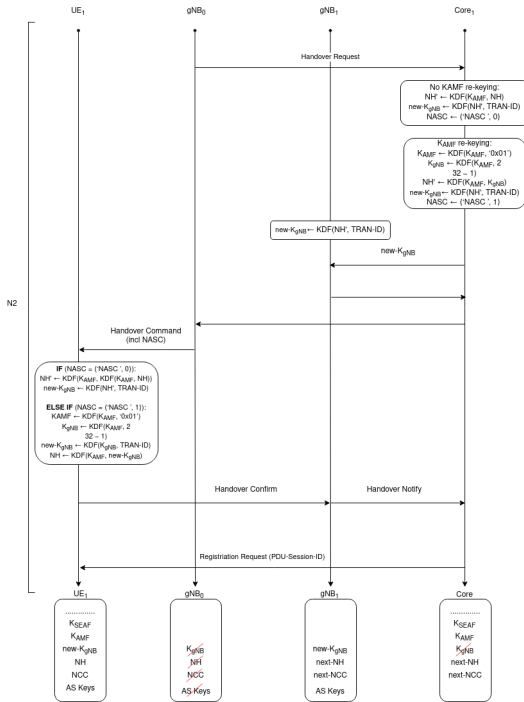 UE1
gNB0
gNB1
Core1
Handover Request
No KAMF re-keying:
NH' ← KDF(KAMF, NH)
new-KgNB ← KDF(NH', TRAN-ID)
NASC ← ('NASC ', 0)
KAMF re-keying:
KAMF ← KDF(KAMF, '0x01')
KgNB ← KDF(KAMF, 2
32 − 1)
NH' ← KDF(KAMF, KgNB)
new-KgNB ← KDF(NH', TRAN-ID)
NASC ← ('NASC ', 1)
new-KgNB ← KDF(NH', TRAN-ID)
new-KgNB
N2
Handover Command
(incl NASC)
IF (NASC = ('NASC ', 0)):
NH' ← KDF(KAMF, KDF(KAMF, NH))
new-KgNB ← KDF(NH', TRAN-ID)
ELSE IF (NASC = ('NASC ', 1)):
KAMF ← KDF(KAMF, '0x01')
KgNB ← KDF(KAMF, 2
32 − 1)
new-KgNB ← KDF(KgNB, TRAN-ID)
NH ← KDF(KAMF, new-KgNB)
Handover Confirm
Handover Notify
Registriation Request (PDU-Session-ID)
UE1
gNB0
gNB1
Core
..............
KSEAF
KAMF
new-KgNB
NH
NCC
AS Keys
KgNB
NH
NCC
AS Keys
new-KgNB
next-NH
next-NCC
AS Keys
..............
KSEAF
KAMF
KgNB
next-NH
next-NCC